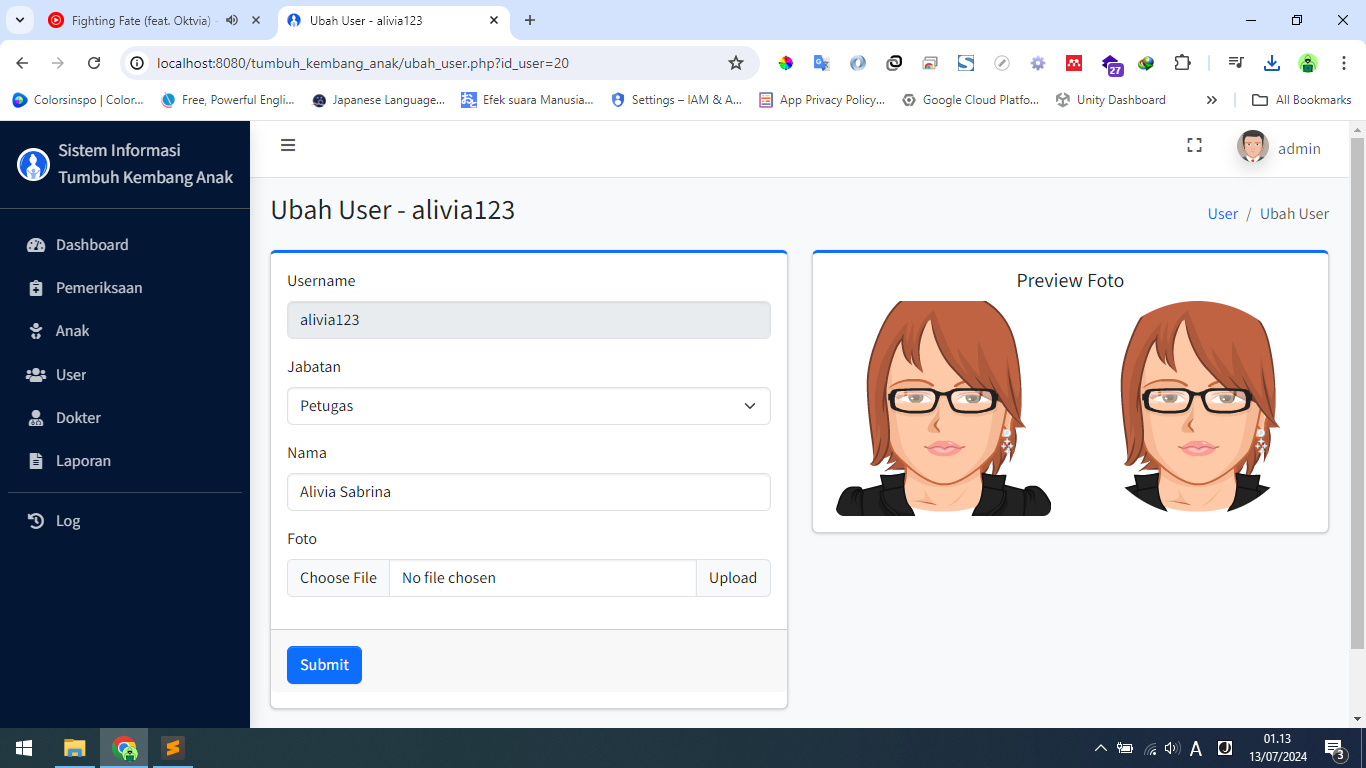 Fighting Fate (feat. Oktvia) -
Ubah User - alivia123
localhost:8080/tumbuh_kembang_anak/ubah_user.php?id_user=20
27
Colorsinspo | Color...
Free, Powerful Engli...
Japanese Language...
Efek suara Manusia...
Settings – IAM & A...
App Privacy Policy...
Google Cloud Platfo...
Unity Dashboard
All Bookmarks
Sistem Informasi
Tumbuh Kembang Anak
admin
Dashboard
Pemeriksaan
Anak
User
Dokter
Laporan
Log
Ubah User - alivia123
User / Ubah User
Username
alivia123
Jabatan
Petugas
Nama
Alivia Sabrina
Foto
Choose File No file chosen Upload
Submit
Preview Foto
A
01.13
13/07/2024
3